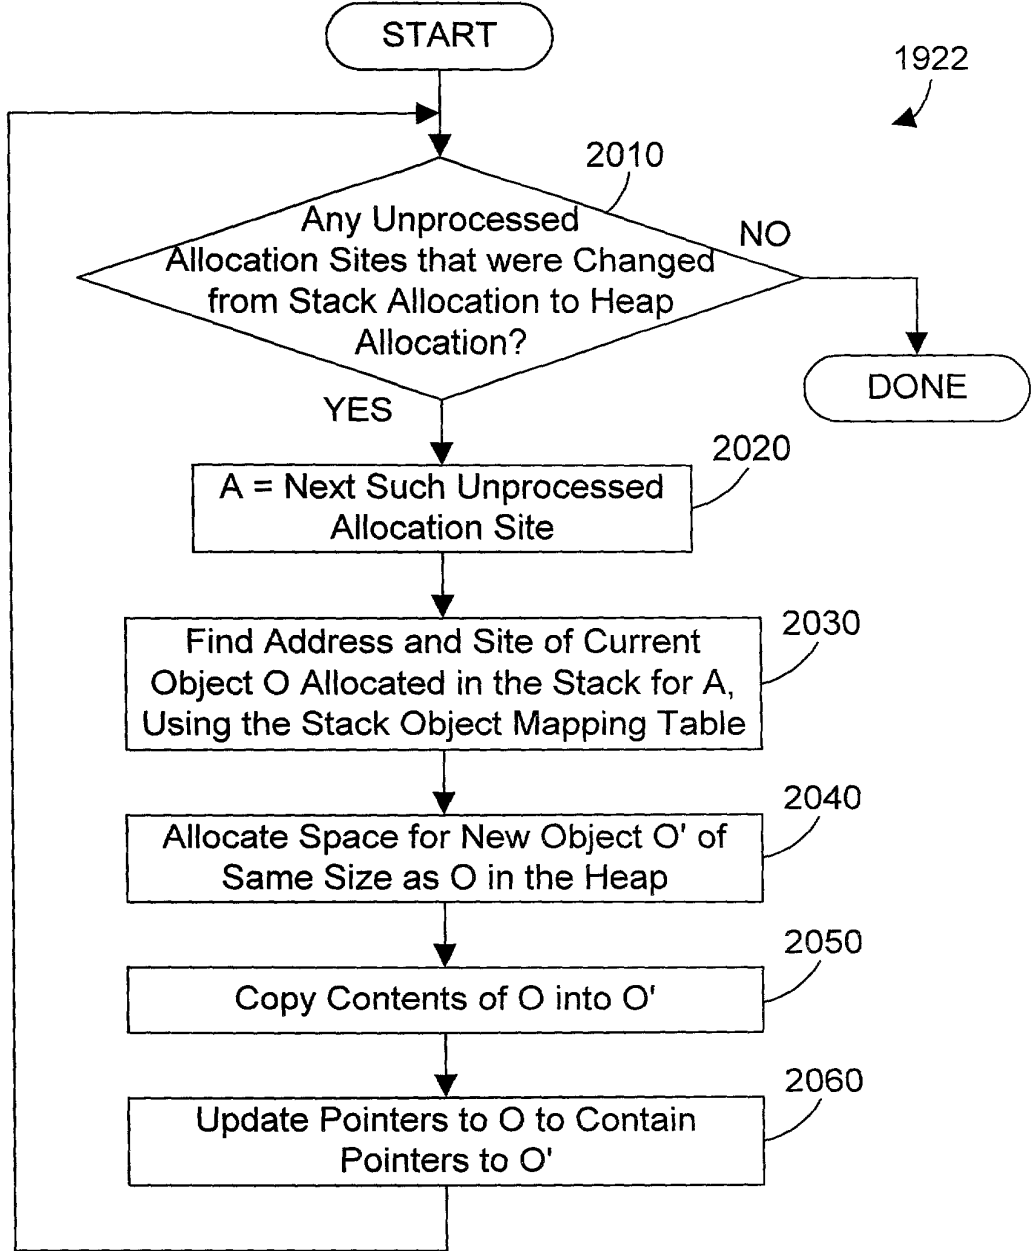 START
1922
2010
Any Unprocessed
Allocation Sites that were Changed
from Stack Allocation to Heap
Allocation?
NO
DONE
YES
2020
A = Next Such Unprocessed
Allocation Site
2030
Find Address and Site of Current
Object O Allocated in the Stack for A,
Using the Stack Object Mapping Table
2040
Allocate Space for New Object O' of
Same Size as O in the Heap
2050
Copy Contents of O into O'
2060
Update Pointers to O to Contain
Pointers to O'